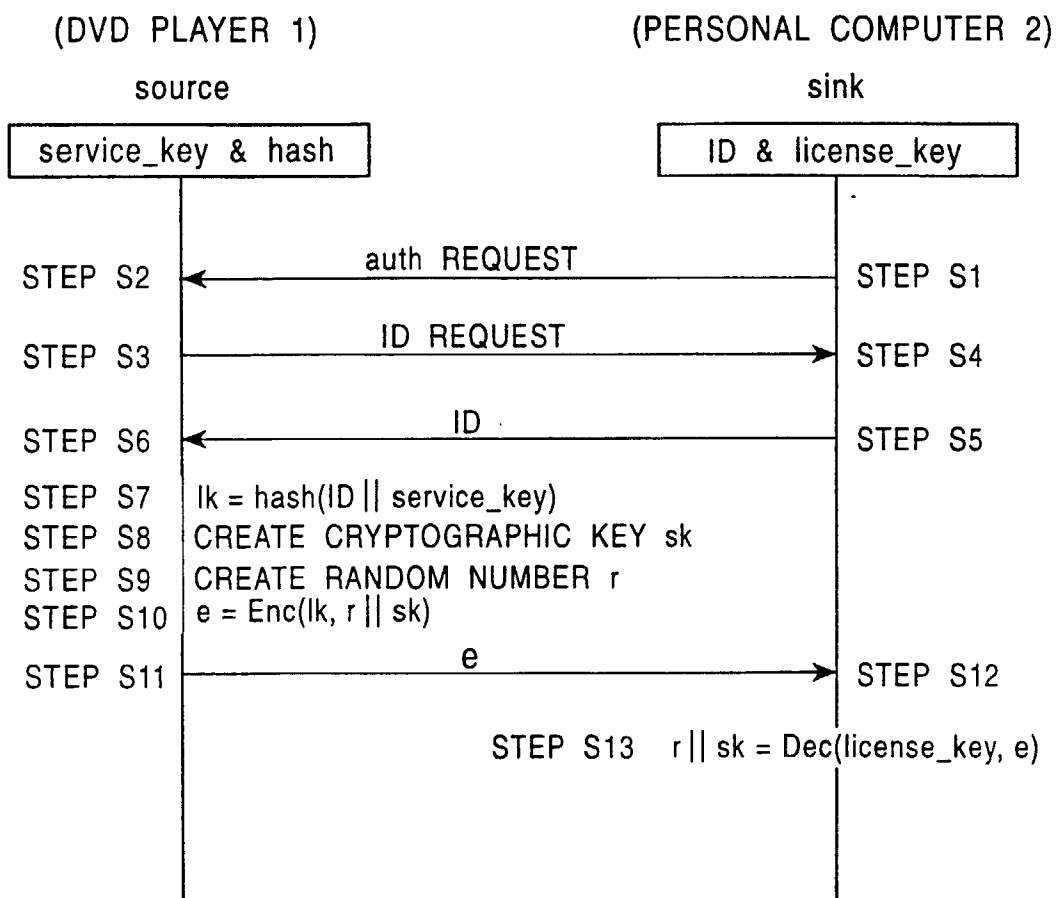 (DVD PLAYER 1) (PERSONAL COMPUTER 2)
source sink
service_key & hash ID & license_key
STEP S2 auth REQUEST STEP S1
STEP S3 ID REQUEST STEP S4
STEP S6 ID STEP S5
STEP S7 lk = hash(ID || service_key)
STEP S8 CREATE CRYPTOGRAPHIC KEY sk
STEP S9 CREATE RANDOM NUMBER r
STEP S10 e = Enc(lk, r || sk)
STEP S11 e STEP S12
STEP S13 r || sk = Dec(license_key, e)